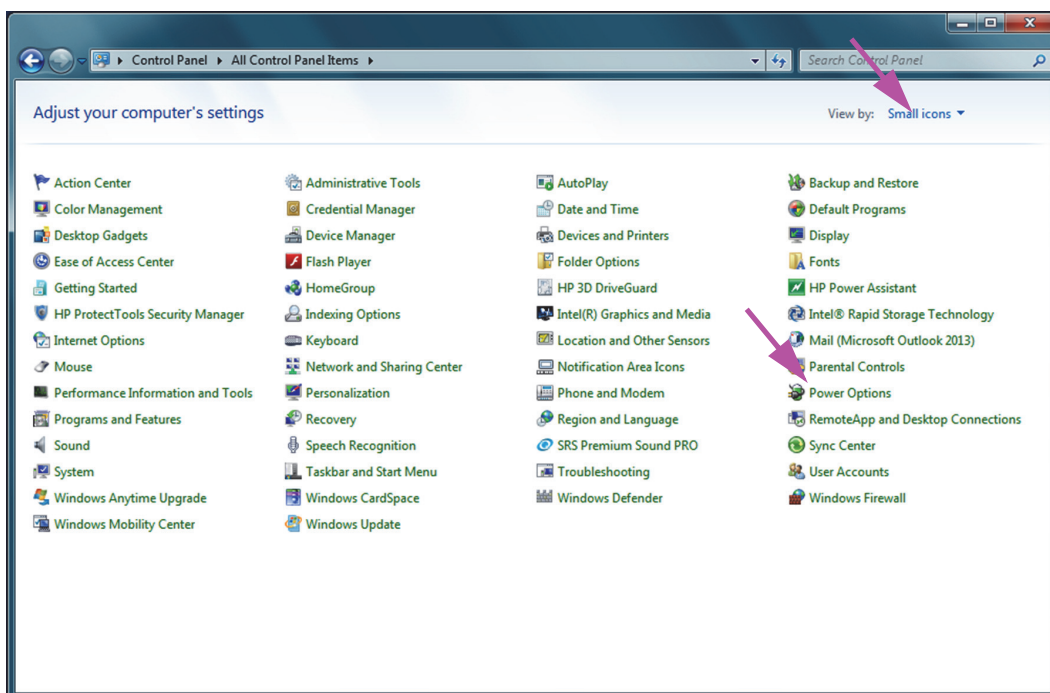 Control Panel All Control Panel Items Search Control Panel
Adjust your computer's settings View by: Small icons
Action Center Administrative Tools AutoPlay Backup and Restore
Color Management Credential Manager Date and Time Default Programs
Desktop Gadgets Device Manager Devices and Printers Display
Ease of Access Center Flash Player Folder Options Fonts
Getting Started HomeGroup HP 3D DriveGuard HP Power Assistant
HP ProtectTools Security Manager Indexing Options Intel(R) Graphics and Media Intel® Rapid Storage Technology
Internet Options Keyboard Location and Other Sensors Mail (Microsoft Outlook 2013)
Mouse Network and Sharing Center Notification Area Icons Parental Controls
Performance Information and Tools Personalization Phone and Modem Power Options
Programs and Features Recovery Region and Language RemoteApp and Desktop Connections
Sound Speech Recognition SRS Premium Sound PRO Sync Center
System Taskbar and Start Menu Troubleshooting User Accounts
Windows Anytime Upgrade Windows CardSpace Windows Defender Windows Firewall
Windows Mobility Center Windows Update